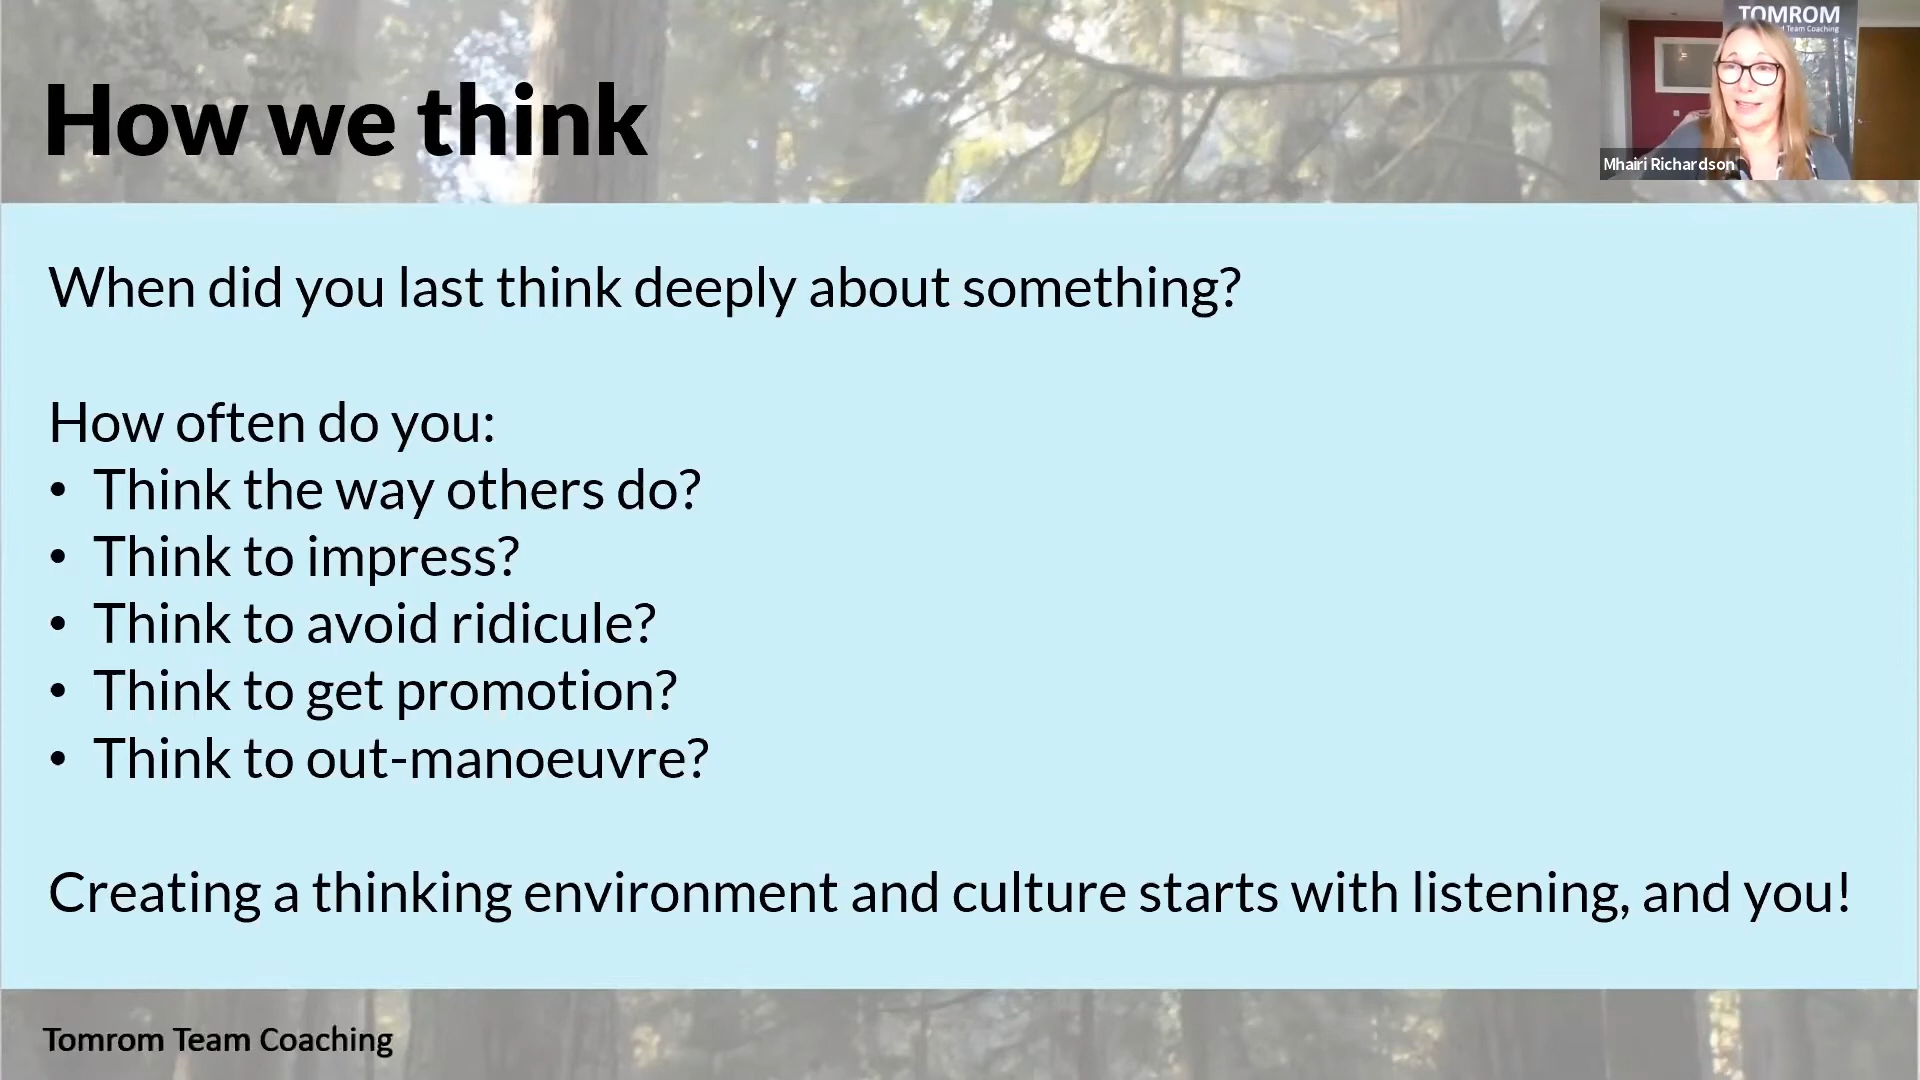 How we think
TOMROM
Team Coaching
Mhairi Richardson
When did you last think deeply about something?
How often do you:
• Think the way others do?
• Think to impress?
• Think to avoid ridicule?
• Think to get promotion?
• Think to out-manoeuvre?
Creating a thinking environment and culture starts with listening, and you!
Tomrom Team Coaching